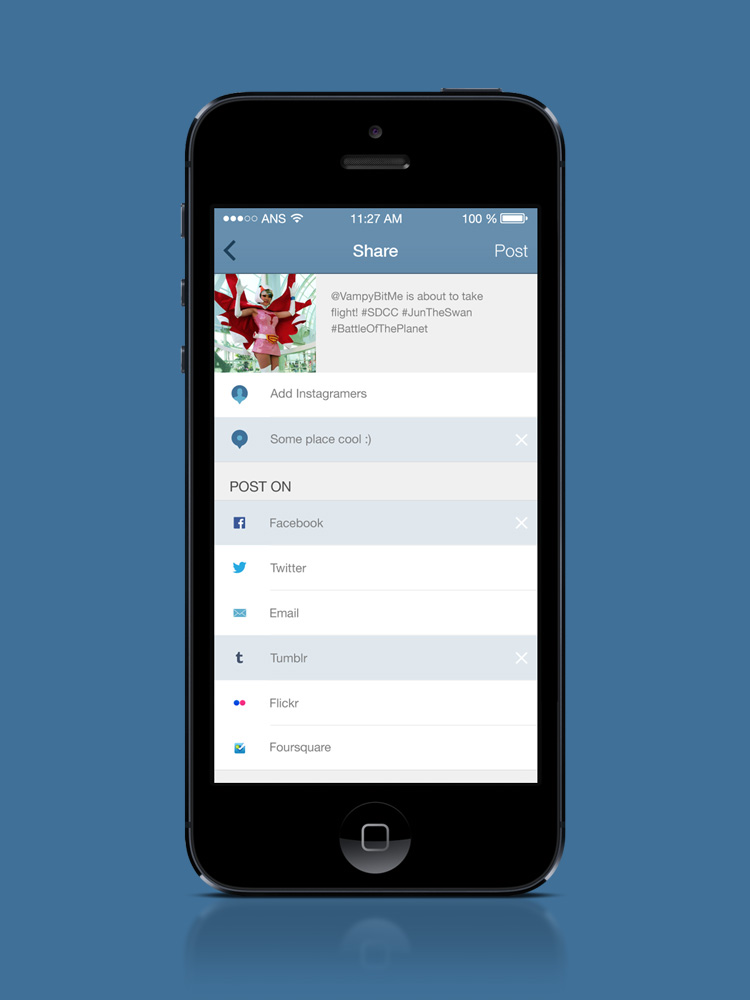 ANS 11:27 AM 100 %
Share Post
@VampyBitMe is about to take
flight! #SDCC #JunTheSwan
#BattleOfThePlanet
Add Instagramers
Some place cool :)
POST ON
Facebook
Twitter
Email
Tumblr
Flickr
Foursquare